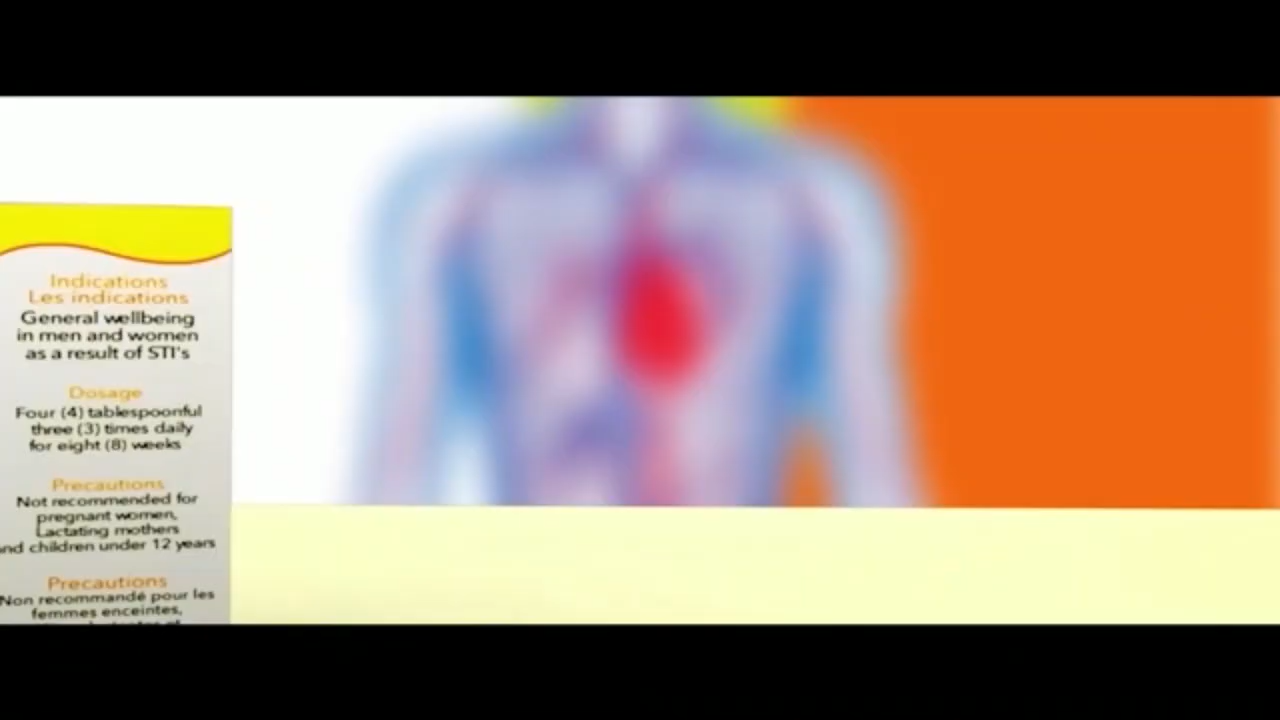 Indications
Les indications
General wellbeing
in men and women
as a result of STI's
Dosage
Four (4) tablespoonful
three (3) times daily
for eight (8) weeks
Precautions
Not recommended for
pregnant women,
Lactating mothers
nd children under 12 years
Precautions
Non recommandé pour les
femmes enceintes,